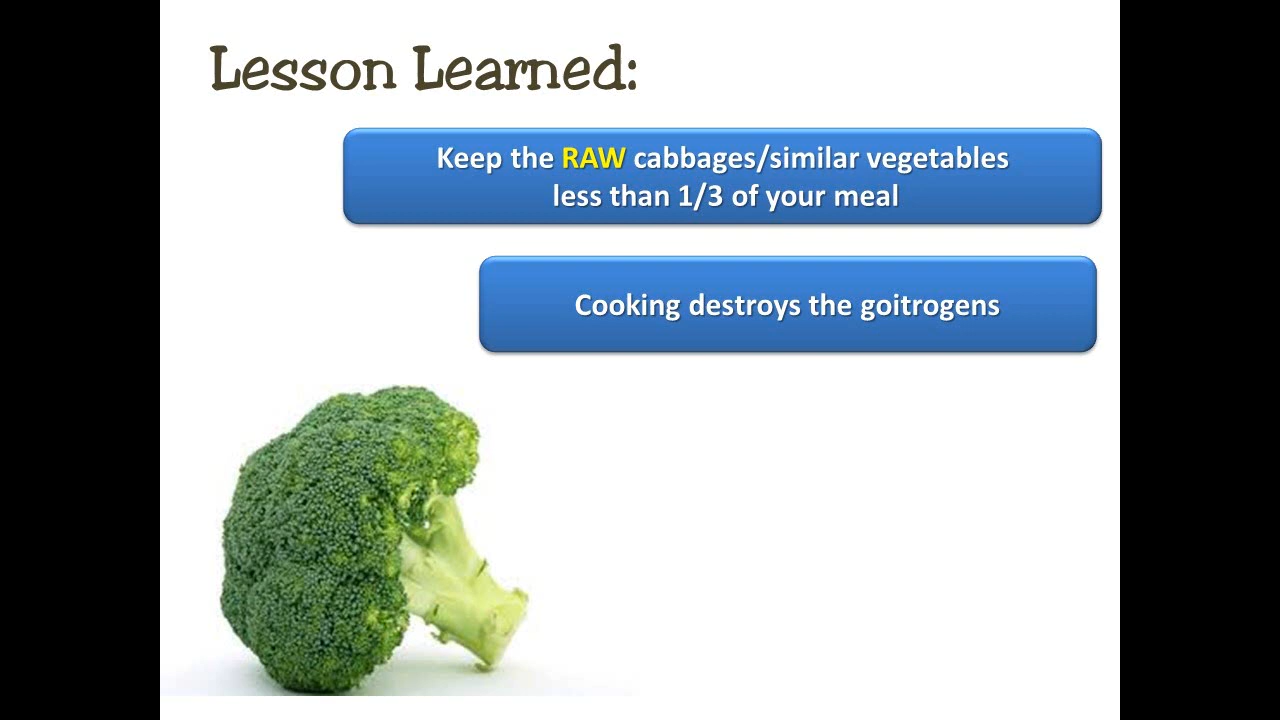 Lesson Learned:
Keep the RAW cabbages/similar vegetables
less than 1/3 of your meal
Cooking destroys the goitrogens